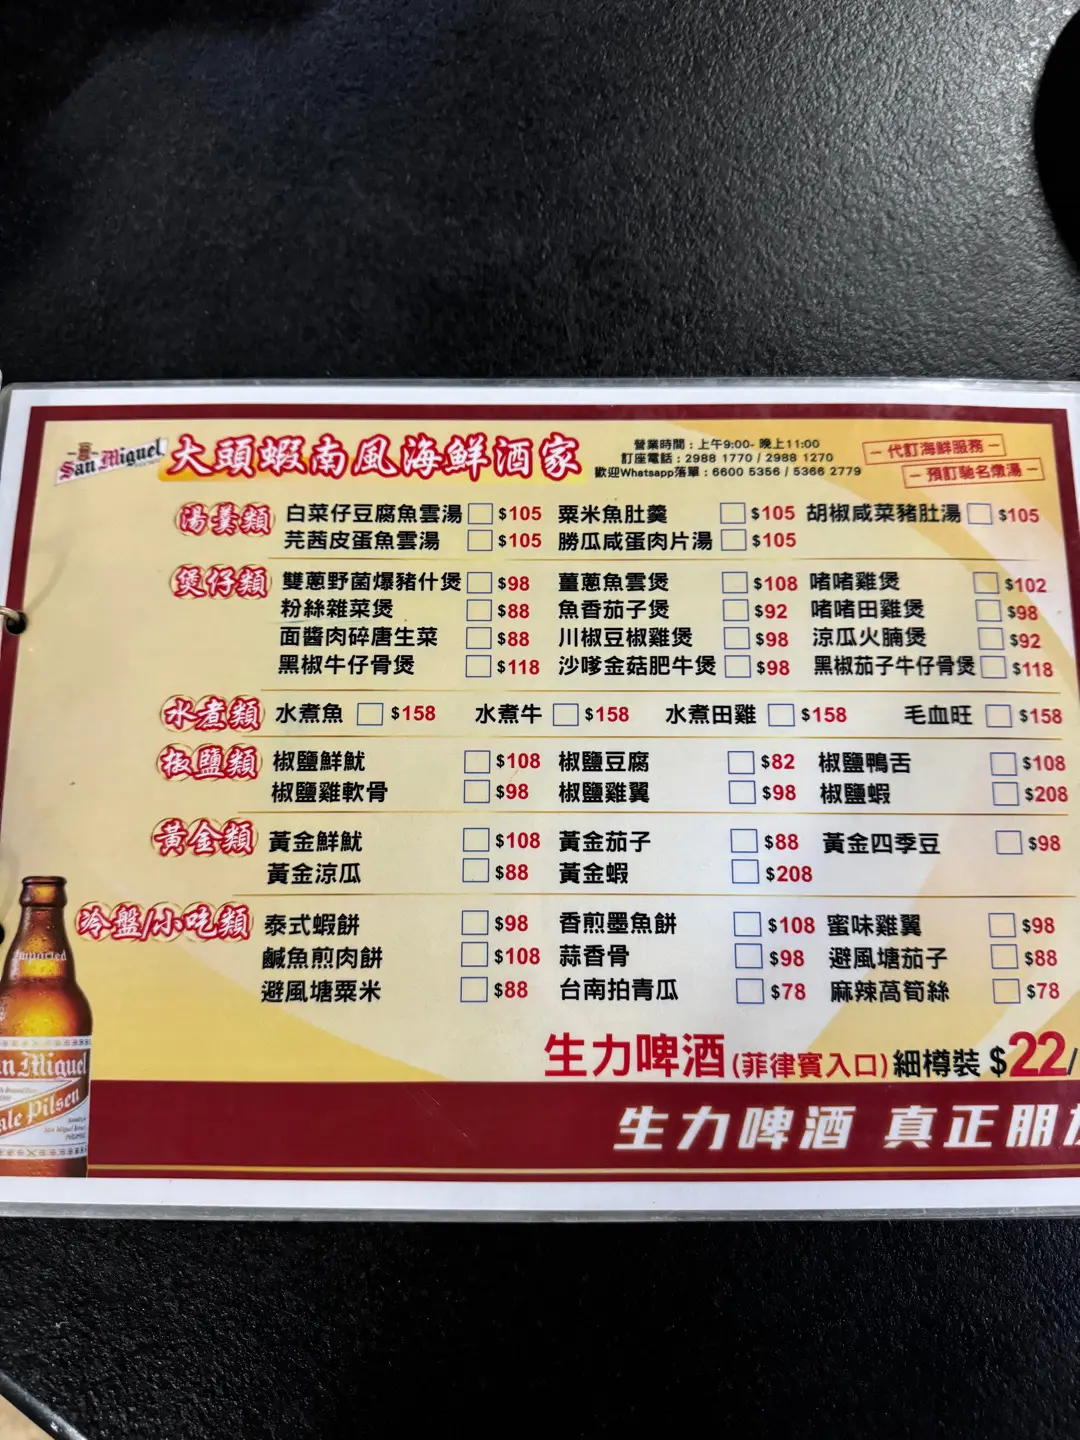 San Miguel
大頭蝦南風海鮮酒家
營業時間：上午9:00- 晚上11:00
訂座電話：2988 1770 / 2988 1270
歡迎Whatsapp落單：6600 5356 / 5366 2779
代訂海鮮服務
預訂馳名燉湯
湯羹類 白菜仔豆腐魚雲湯 $105 粟米魚肚羹 $105 胡椒咸菜豬肚湯 $105
芫茜皮蛋魚雲湯 $105 勝瓜咸蛋肉片湯 $105
煲仔類 雙蔥野菌爆豬什煲 $98 薑蔥魚雲煲 $108 啫啫雞煲 $102
粉絲雜菜煲 $88 魚香茄子煲 $92 啫啫田雞煲 $98
面醬肉碎唐生菜 $88 川椒豆椒雞煲 $98 涼瓜火腩煲 $92
黑椒牛仔骨煲 $118 沙嗲金菇肥牛煲 $98 黑椒茄子牛仔骨煲 $118
水煮類 水煮魚 $158 水煮牛 $158 水煮田雞 $158 毛血旺 $158
椒鹽類 椒鹽鮮魷 $108 椒鹽豆腐 $82 椒鹽鴨舌 $108
椒鹽雞軟骨 $98 椒鹽雞翼 $98 椒鹽蝦 $208
黃金類 黃金鮮魷 $108 黃金茄子 $88 黃金四季豆 $98
黃金涼瓜 $88 黃金蝦 $208
冷盤/小吃類 泰式蝦餅 $98 香煎墨魚餅 $108 蜜味雞翼 $98
鹹魚煎肉餅 $108 蒜香骨 $98 避風塘茄子 $88
避風塘粟米 $88 台南拍青瓜 $78 麻辣萵筍絲 $78
Imported
San Miguel
Pale Pilsen
生力啤酒(菲律賓入口)細樽裝 $22/
生力啤酒 真正朋友